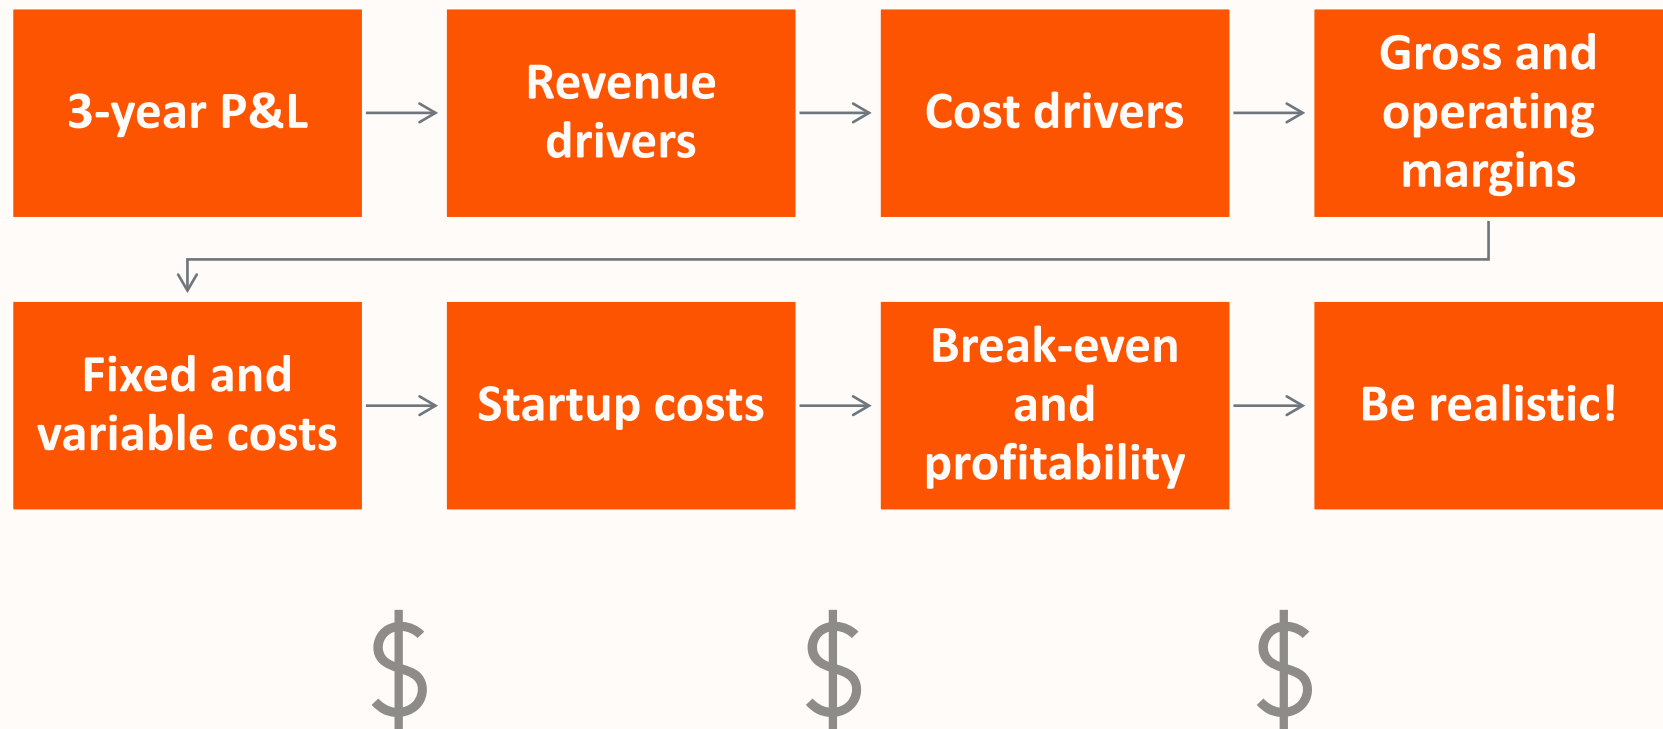 3-year P&L
Revenue
drivers
Cost drivers
Gross and
operating
margins
Fixed and
variable costs
Startup costs
Break-even
and
profitability
Be realistic!
$ $ $